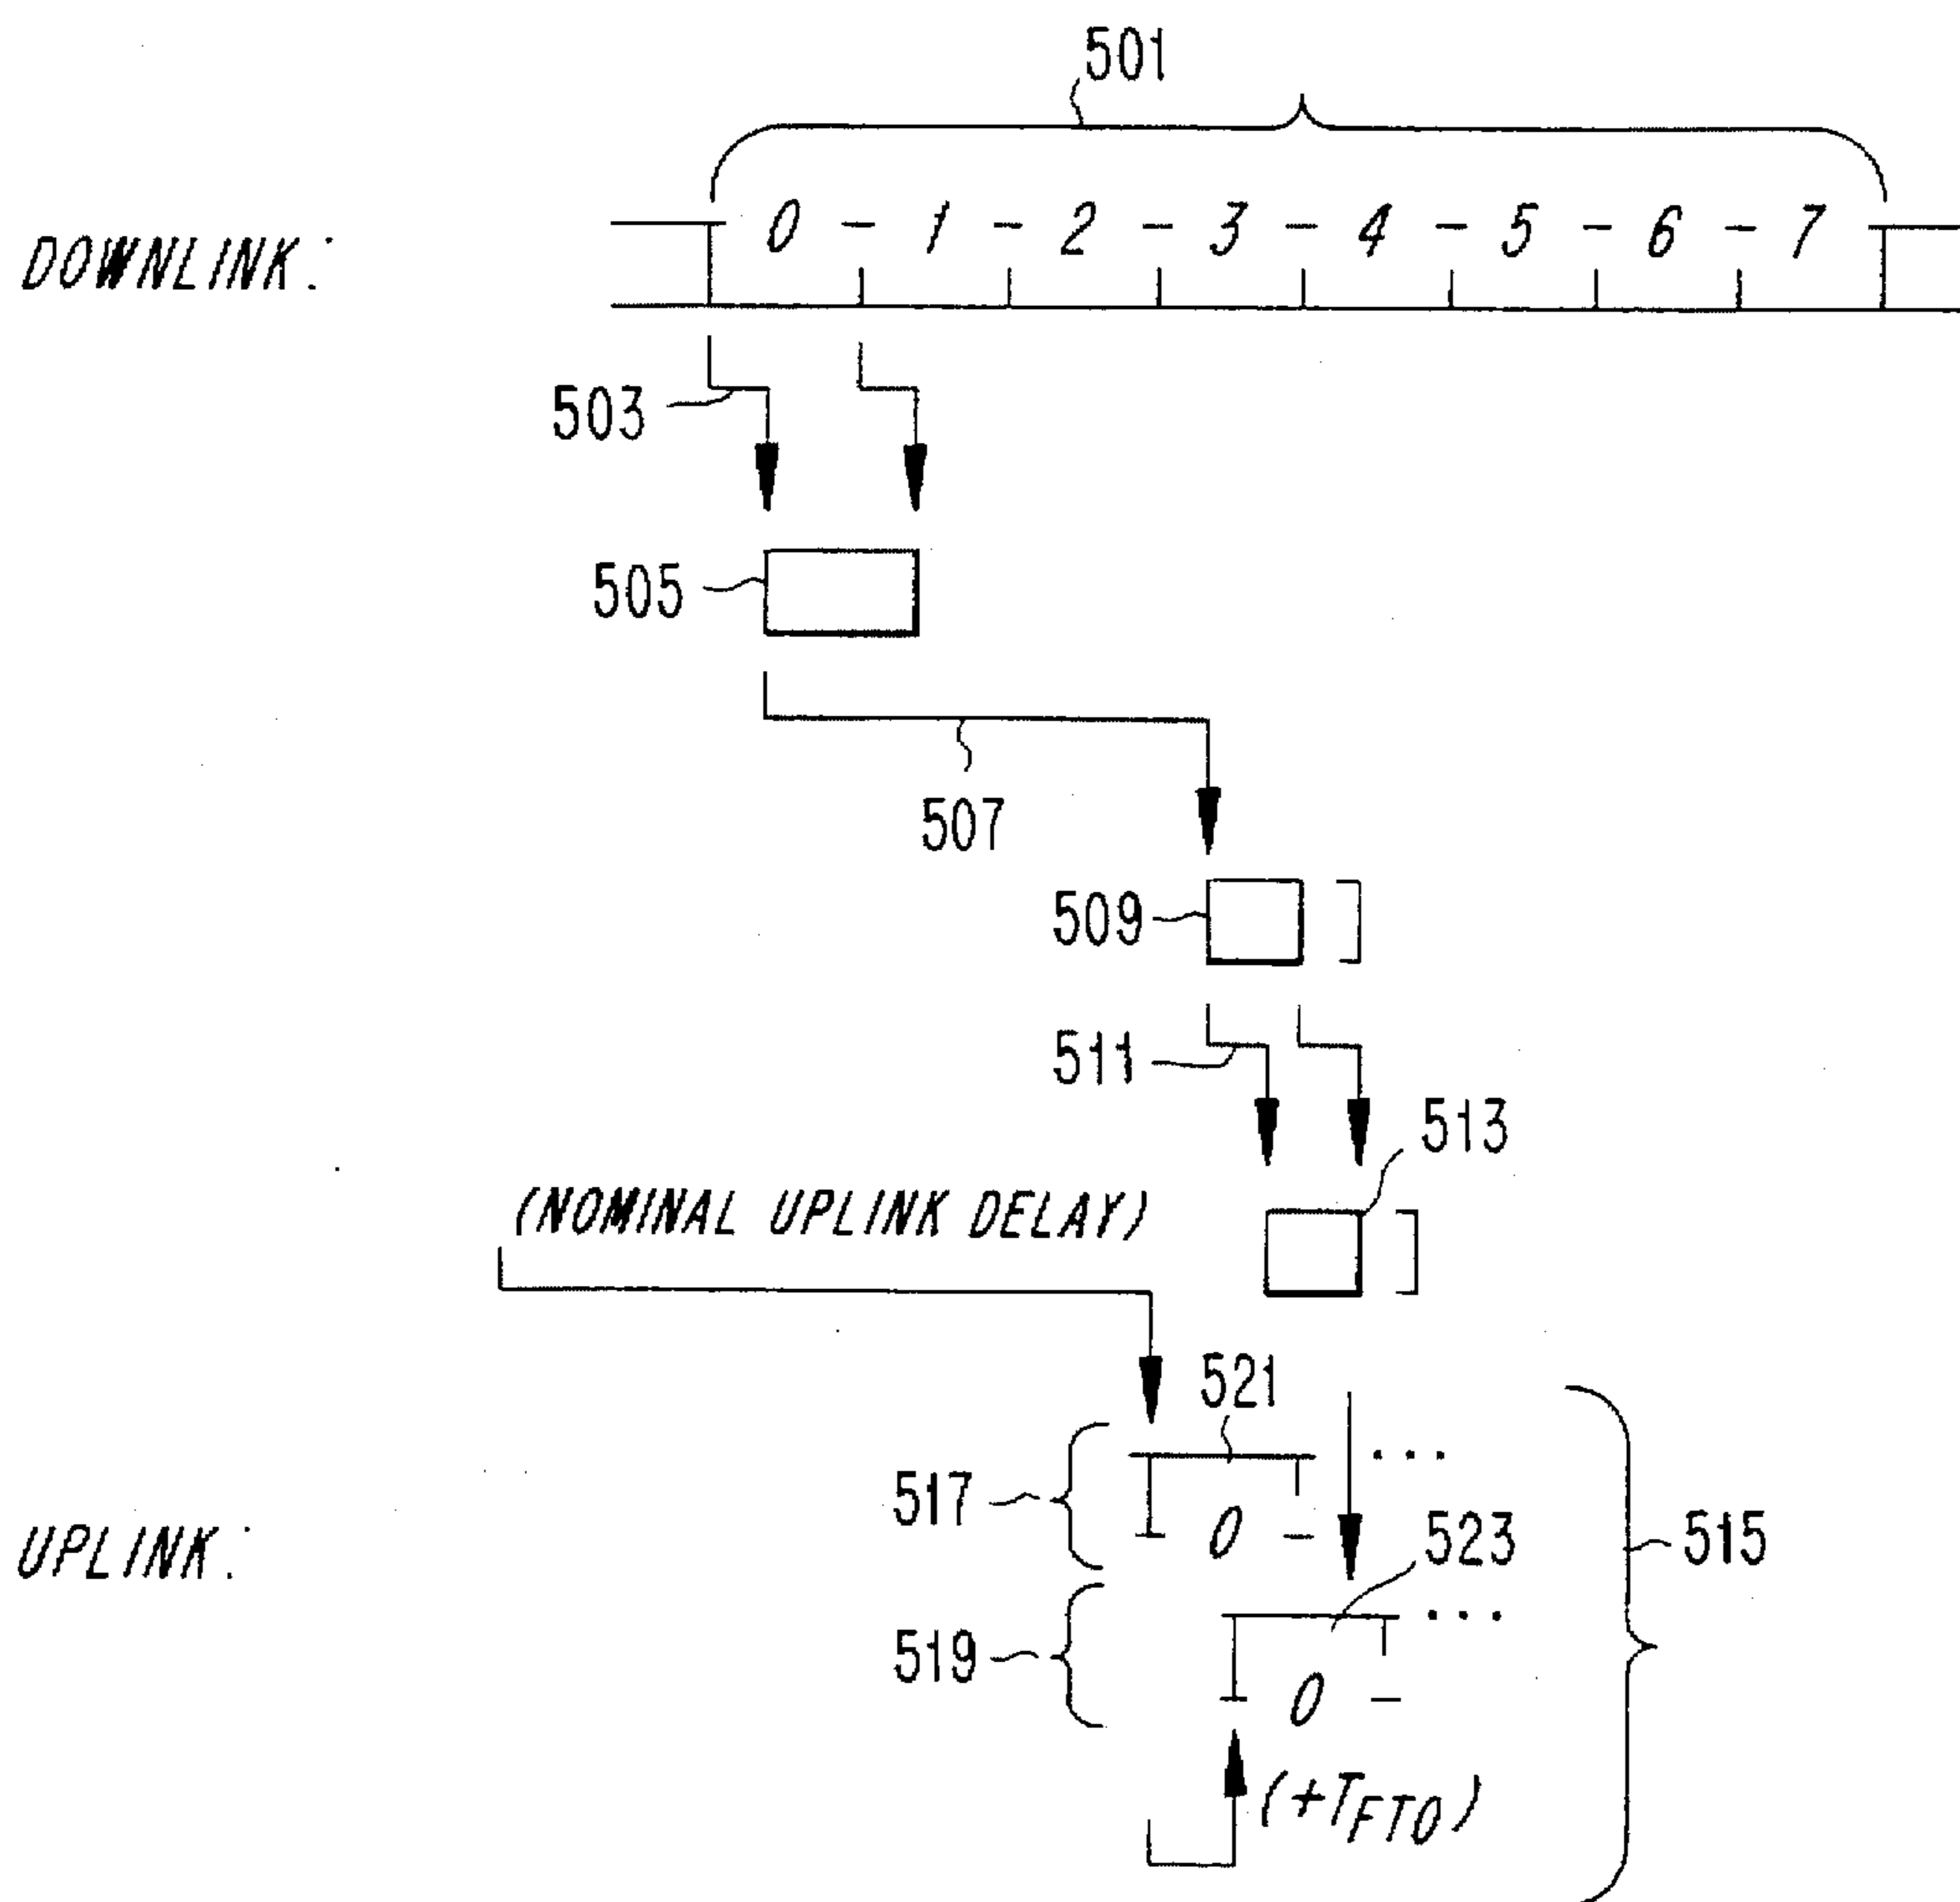 501
DOWNLINK: 0 - 1 - 2 - 3 - 4 - 5 - 6 - 7
503
505
507
509
511
513
(NOMINAL UPLINK DELAY)
521
517
0 - ...
UPLINK:
523
515
519
...
0 -
(+TFTO)